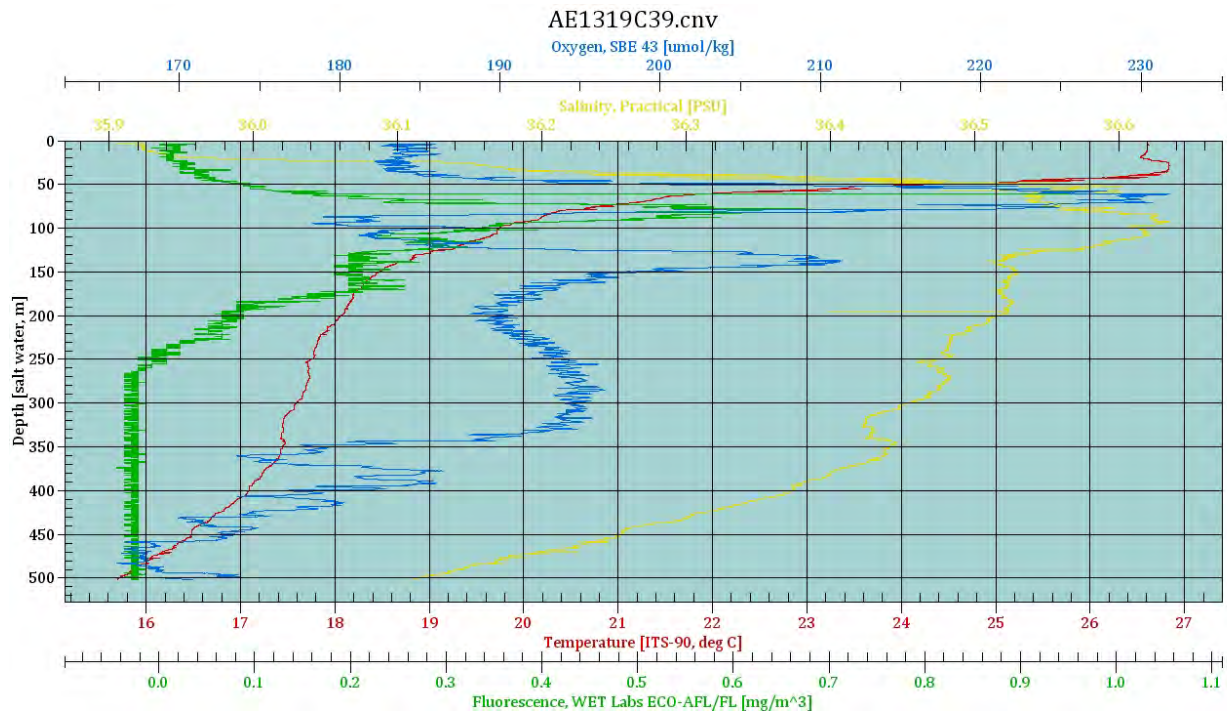 AE1319C39.cnv
Oxygen, SBE 43 [umol/kg]
170 180 190 200 210 220 230
Salinity, Practical [PSU]
35.9 36.0 36.1 36.2 36.3 36.4 36.5 36.6
Depth [salt water, m]
0
50
100
150
200
250
300
350
400
450
500
16 17 18 19 20 21 22 23 24 25 26 27
Temperature [ITS-90, deg C]
0.0 0.1 0.2 0.3 0.4 0.5 0.6 0.7 0.8 0.9 1.0 1.1
Fluorescence, WET Labs ECO-AFL/FL [mg/m^3]